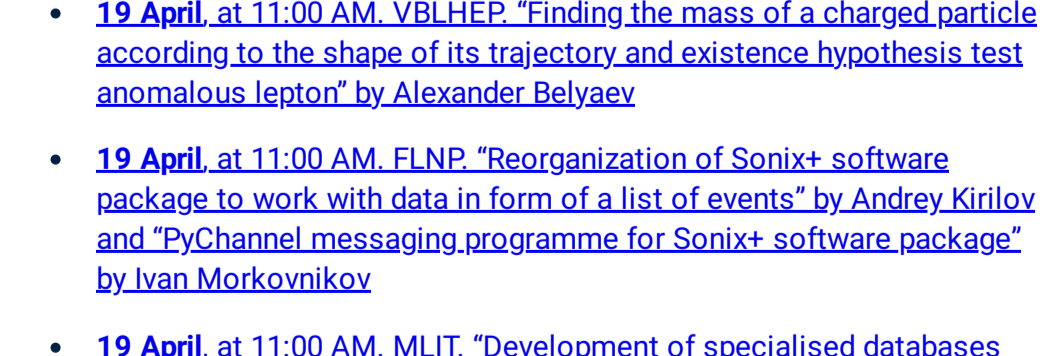 19 April, at 11:00 AM. VBLHEP. “Finding the mass of a charged particle
according to the shape of its trajectory and existence hypothesis test
anomalous lepton” by Alexander Belyaev
19 April, at 11:00 AM. FLNP. “Reorganization of Sonix+ software
package to work with data in form of a list of events” by Andrey Kirilov
and “PyChannel messaging programme for Sonix+ software package”
by Ivan Morkovnikov
19 April, at 11:00 AM. MLIT. “Development of specialised databases